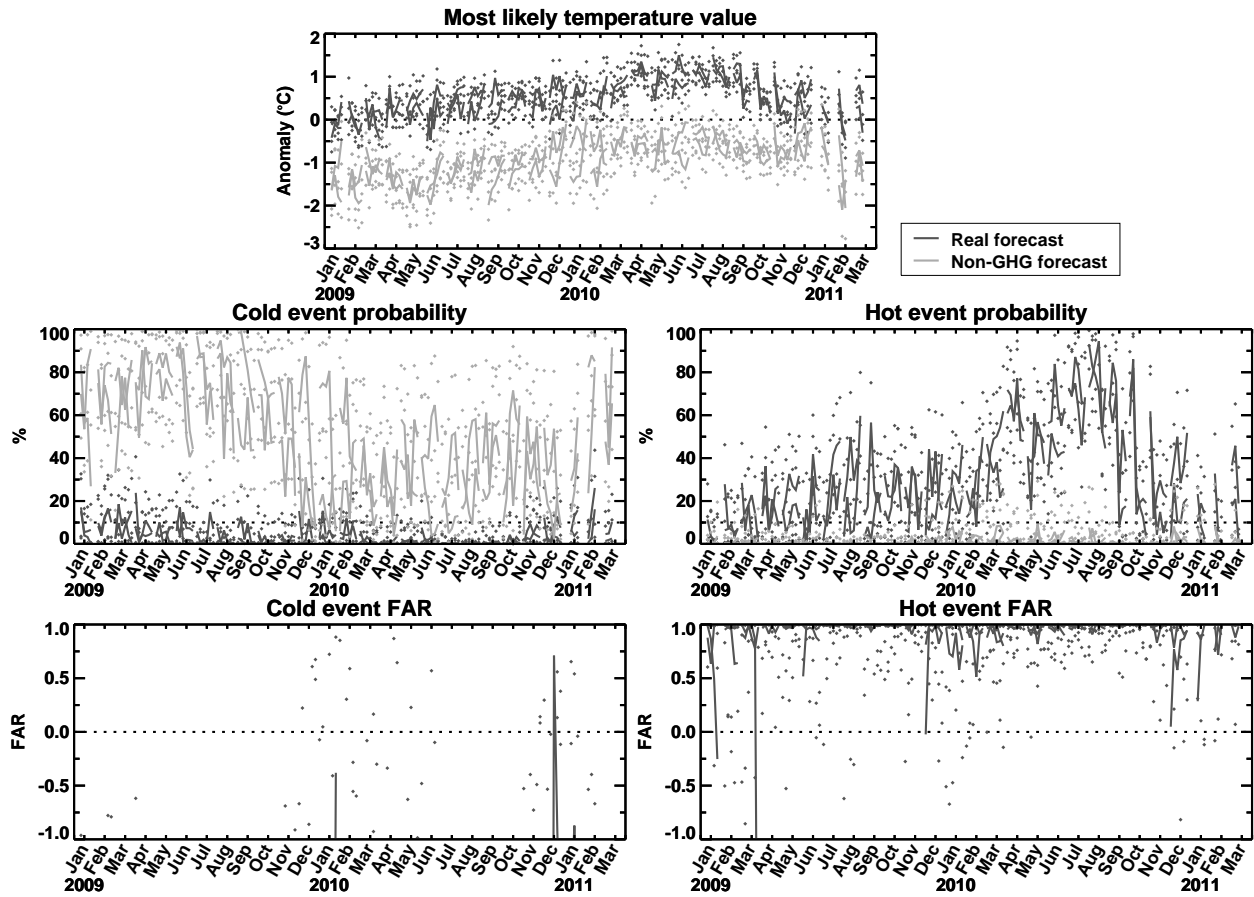 Most likely temperature value
2
1
0
-1
-2
-3
Anomaly (°C)
Jan Feb Mar Apr May Jun Jul Aug Sep Oct Nov Dec Jan Feb Mar Apr May Jun Jul Aug Sep Oct Nov Dec Jan Feb Mar
2009 2010 2011
Real forecast
Non-GHG forecast
Cold event probability
100
80
60
40
20
0
%
Jan Feb Mar Apr May Jun Jul Aug Sep Oct Nov Dec Jan Feb Mar Apr May Jun Jul Aug Sep Oct Nov Dec Jan Feb Mar
2009 2010 2011
Hot event probability
100
80
60
40
20
0
%
Jan Feb Mar Apr May Jun Jul Aug Sep Oct Nov Dec Jan Feb Mar Apr May Jun Jul Aug Sep Oct Nov Dec Jan Feb Mar
2009 2010 2011
Cold event FAR
1.0
0.5
0.0
-0.5
-1.0
FAR
Jan Feb Mar Apr May Jun Jul Aug Sep Oct Nov Dec Jan Feb Mar Apr May Jun Jul Aug Sep Oct Nov Dec Jan Feb Mar
2009 2010 2011
Hot event FAR
1.0
0.5
0.0
-0.5
-1.0
FAR
Jan Feb Mar Apr May Jun Jul Aug Sep Oct Nov Dec Jan Feb Mar Apr May Jun Jul Aug Sep Oct Nov Dec Jan Feb Mar
2009 2010 2011